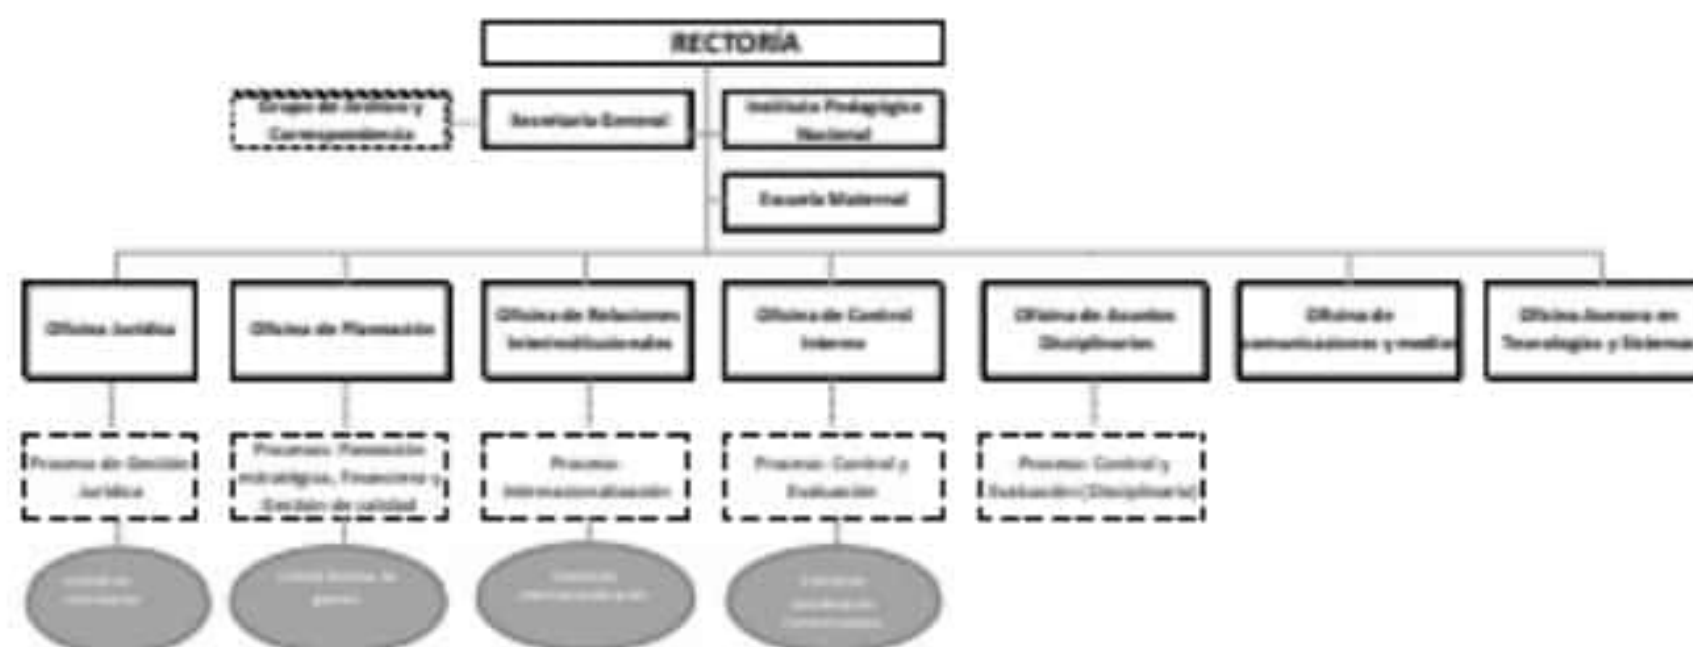 RECTORÍA
Grupo de Archivo y
Correspondencia
Secretaría General
Instituto Pedagógico
Nacional
Escuela Maternal
Oficina Jurídica
Oficina de Planeación
Oficina de Relaciones
Interinstitucionales
Oficina de Control
Interno
Oficina de Asuntos
Disciplinarios
Oficina de
comunicaciones y medios
Oficina Asesora en
Tecnologías y Sistemas
Proceso de Gestión
Jurídica
Procesos: Planeación
estratégica, Financiera y
Gestión de calidad
Proceso:
Internacionalización
Proceso: Control y
Evaluación
Proceso: Control y
Evaluación(Disciplinario)